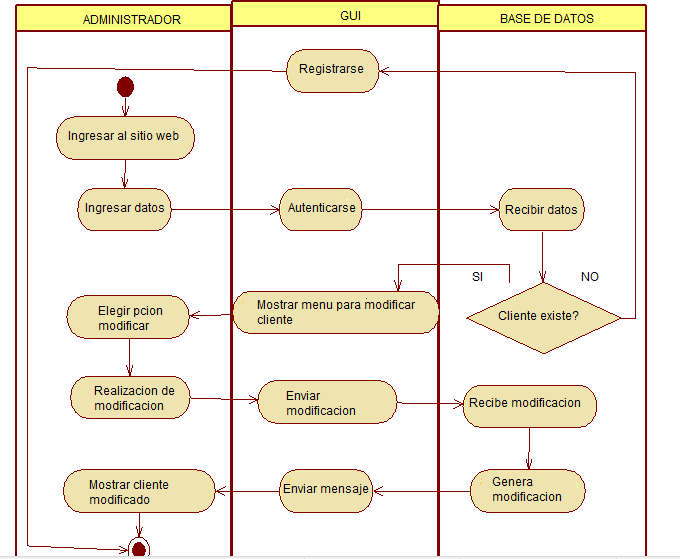 ADMINISTRADOR
GUI
BASE DE DATOS
Registrarse
Ingresar al sitio web
Ingresar datos
Autenticarse
Recibir datos
SI
NO
Mostrar menu para modificar
cliente
Cliente existe?
Elegir pcion
modificar
Realizacion de
modificacion
Enviar
modificacion
Recibe modificacion
Mostrar cliente
modificado
Enviar mensaje
Genera
modificacion